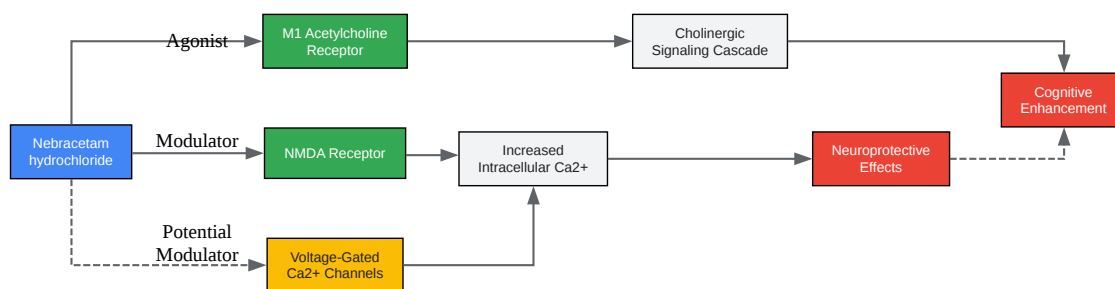 Agonist
M1 Acetylcholine
Receptor
Cholinergic
Signaling Cascade
Cognitive
Enhancement
Nebracetam
hydrochloride
Modulator
NMDA Receptor
Increased
Intracellular Ca2+
Neuroprotective
Effects
Potential
Modulator
Voltage-Gated
Ca2+ Channels